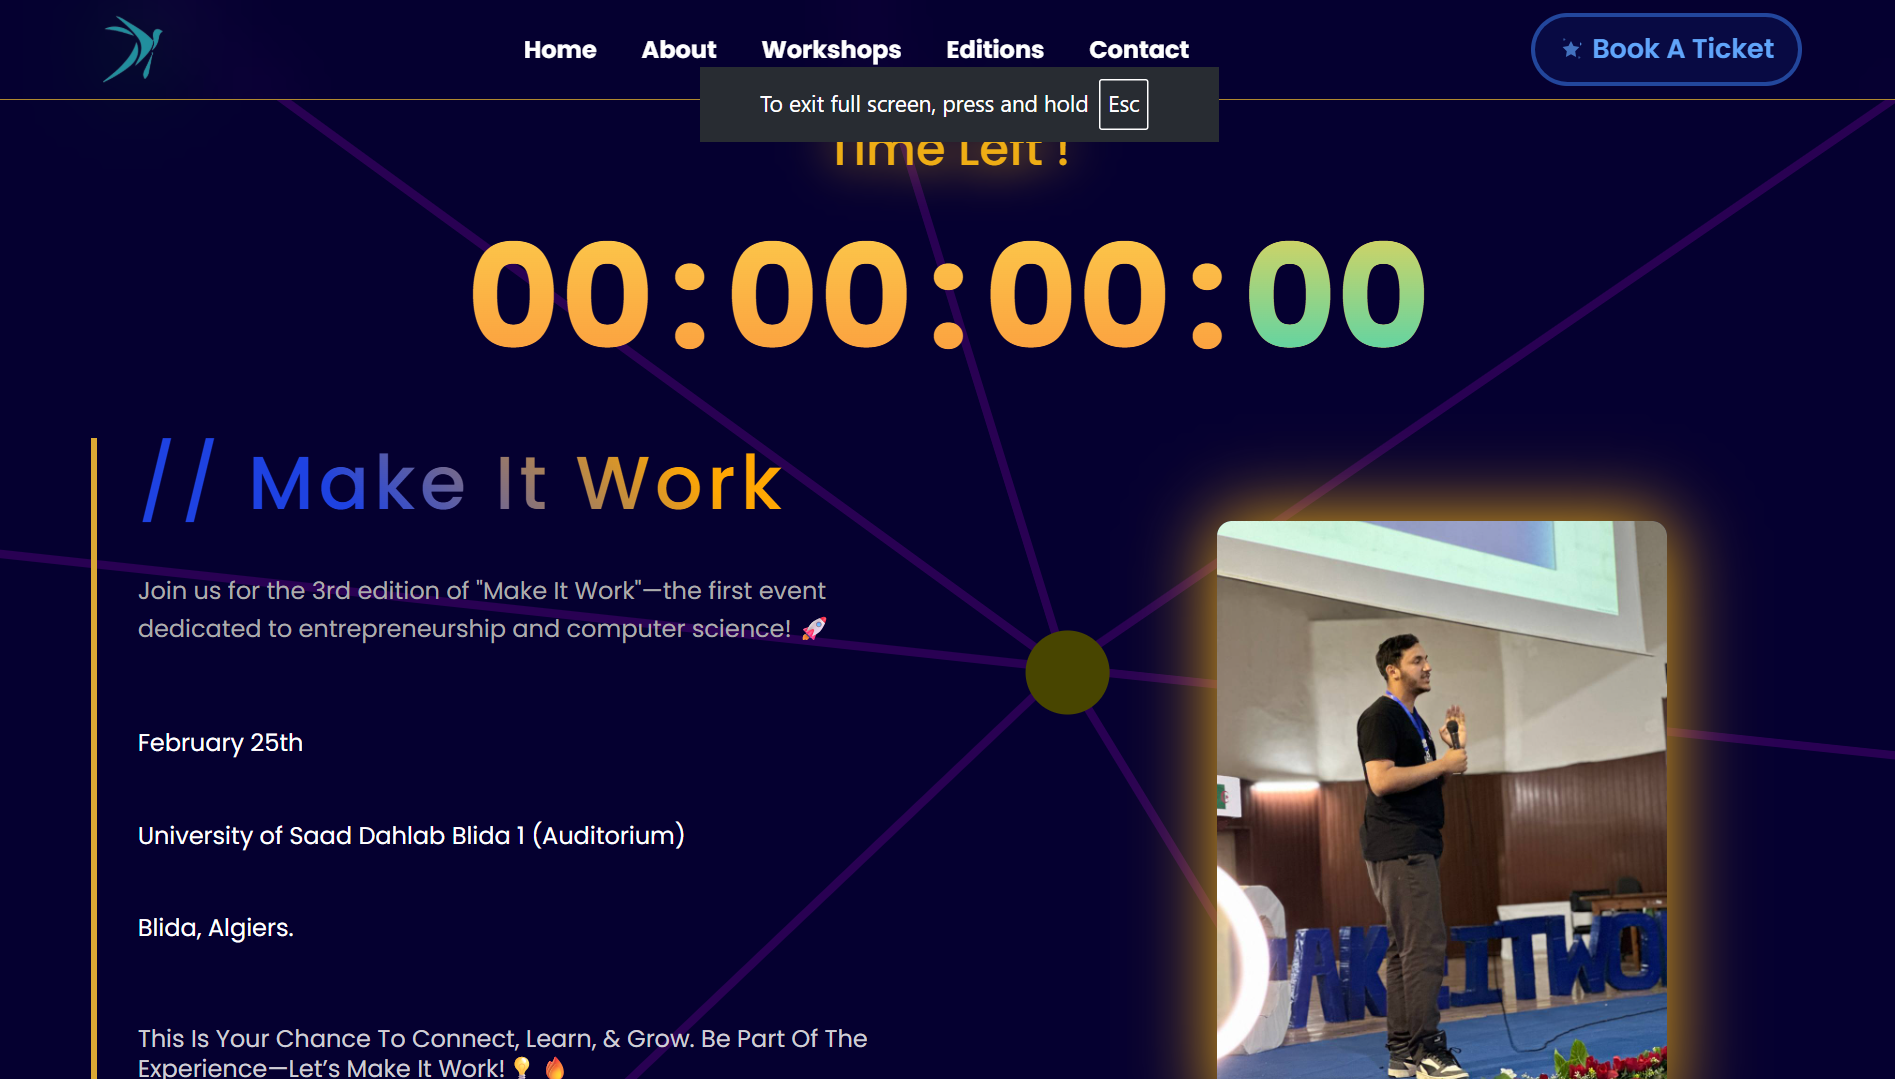 Home About Workshops Editions Contact
Book A Ticket
To exit full screen, press and hold Esc
Time Left !
00:00:00:00
// Make It Work
Join us for the 3rd edition of "Make It Work"—the first event
dedicated to entrepreneurship and computer science! 🚀
February 25th
University of Saad Dahlab Blida 1 (Auditorium)
Blida, Algiers.
This Is Your Chance To Connect, Learn, & Grow. Be Part Of The
Experience—Let’s Make It Work! 💡 🔥
MAKEITWO